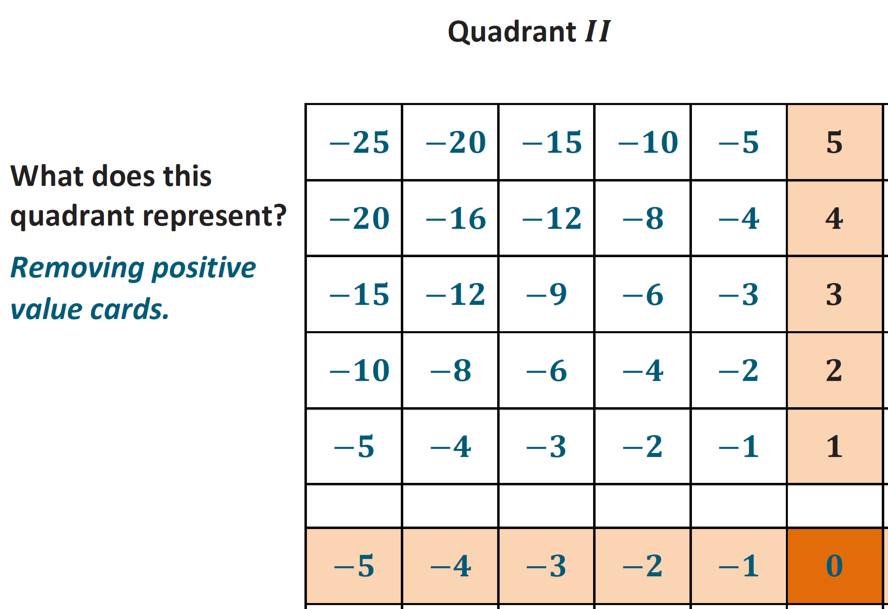 Quadrant II
What does this
quadrant represent?
Removing positive
value cards.
−25 −20 −15 −10 −5 5
−20 −16 −12 −8 −4 4
−15 −12 −9 −6 −3 3
−10 −8 −6 −4 −2 2
−5 −4 −3 −2 −1 1
−5 −4 −3 −2 −1 0